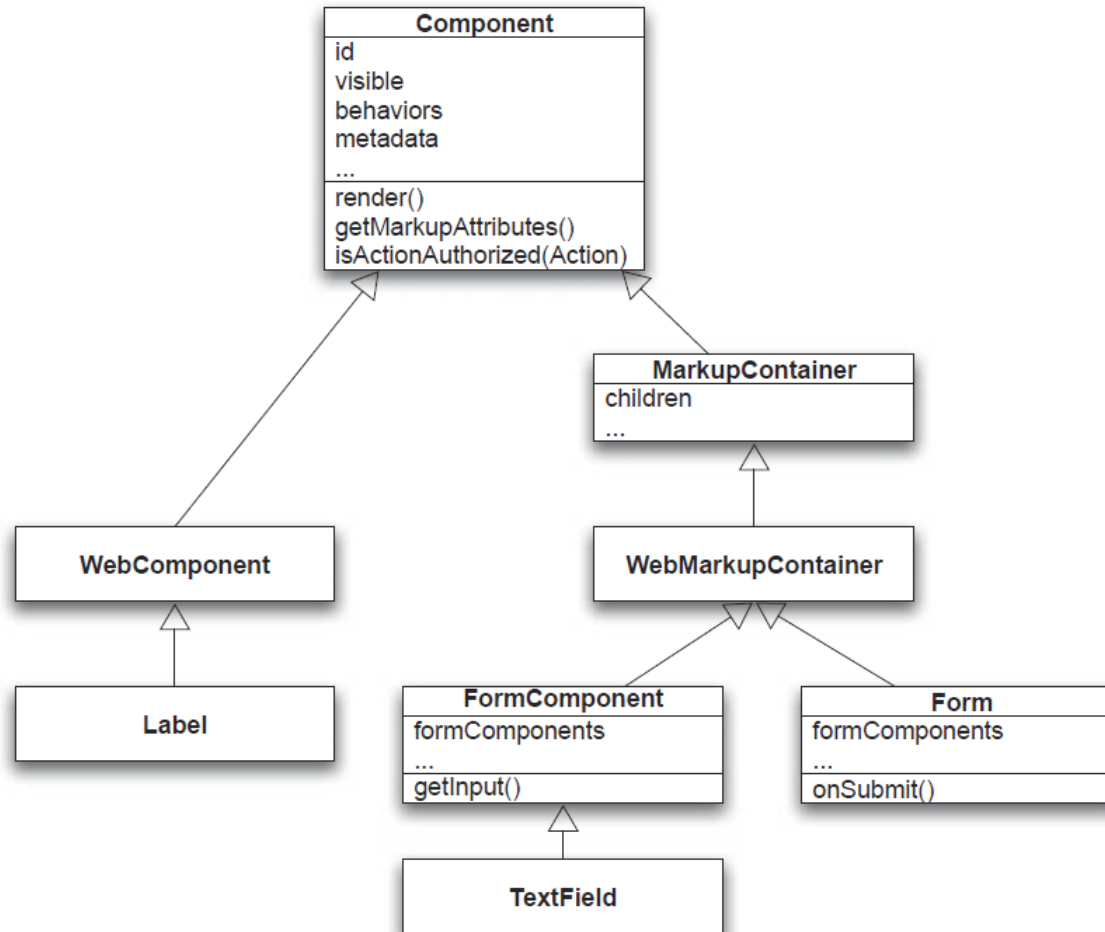 Component
id
visible
behaviors
metadata
...
render()
getMarkupAttributes()
isActionAuthorized(Action)
MarkupContainer
children
...
WebComponent
WebMarkupContainer
Label
FormComponent
formComponents
...
getInput()
Form
formComponents
...
onSubmit()
TextField